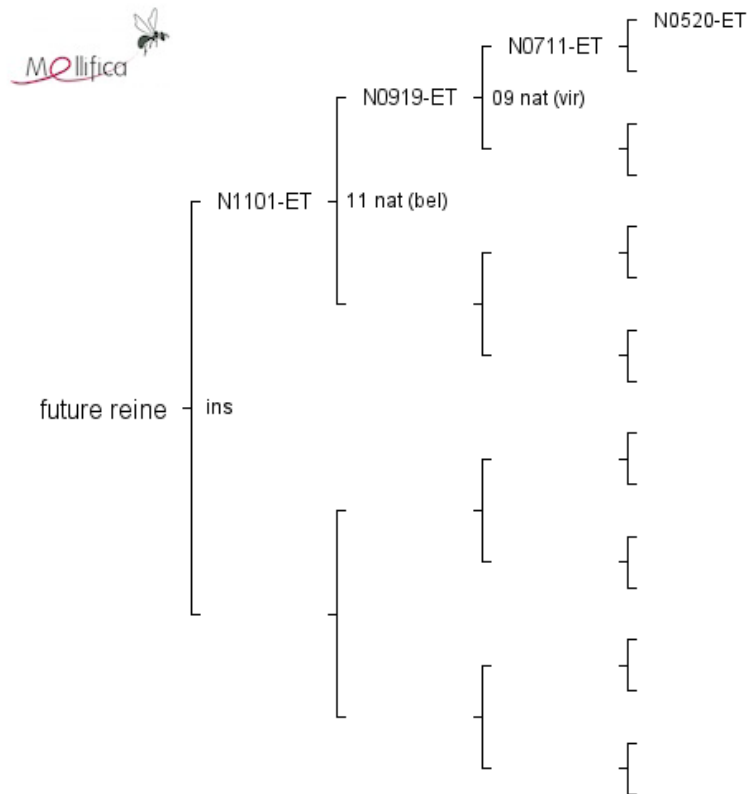 Mellifica
N0520-ET
N0711-ET
N0919-ET
09 nat (vir)
N1101-ET
11 nat (bel)
future reine
ins